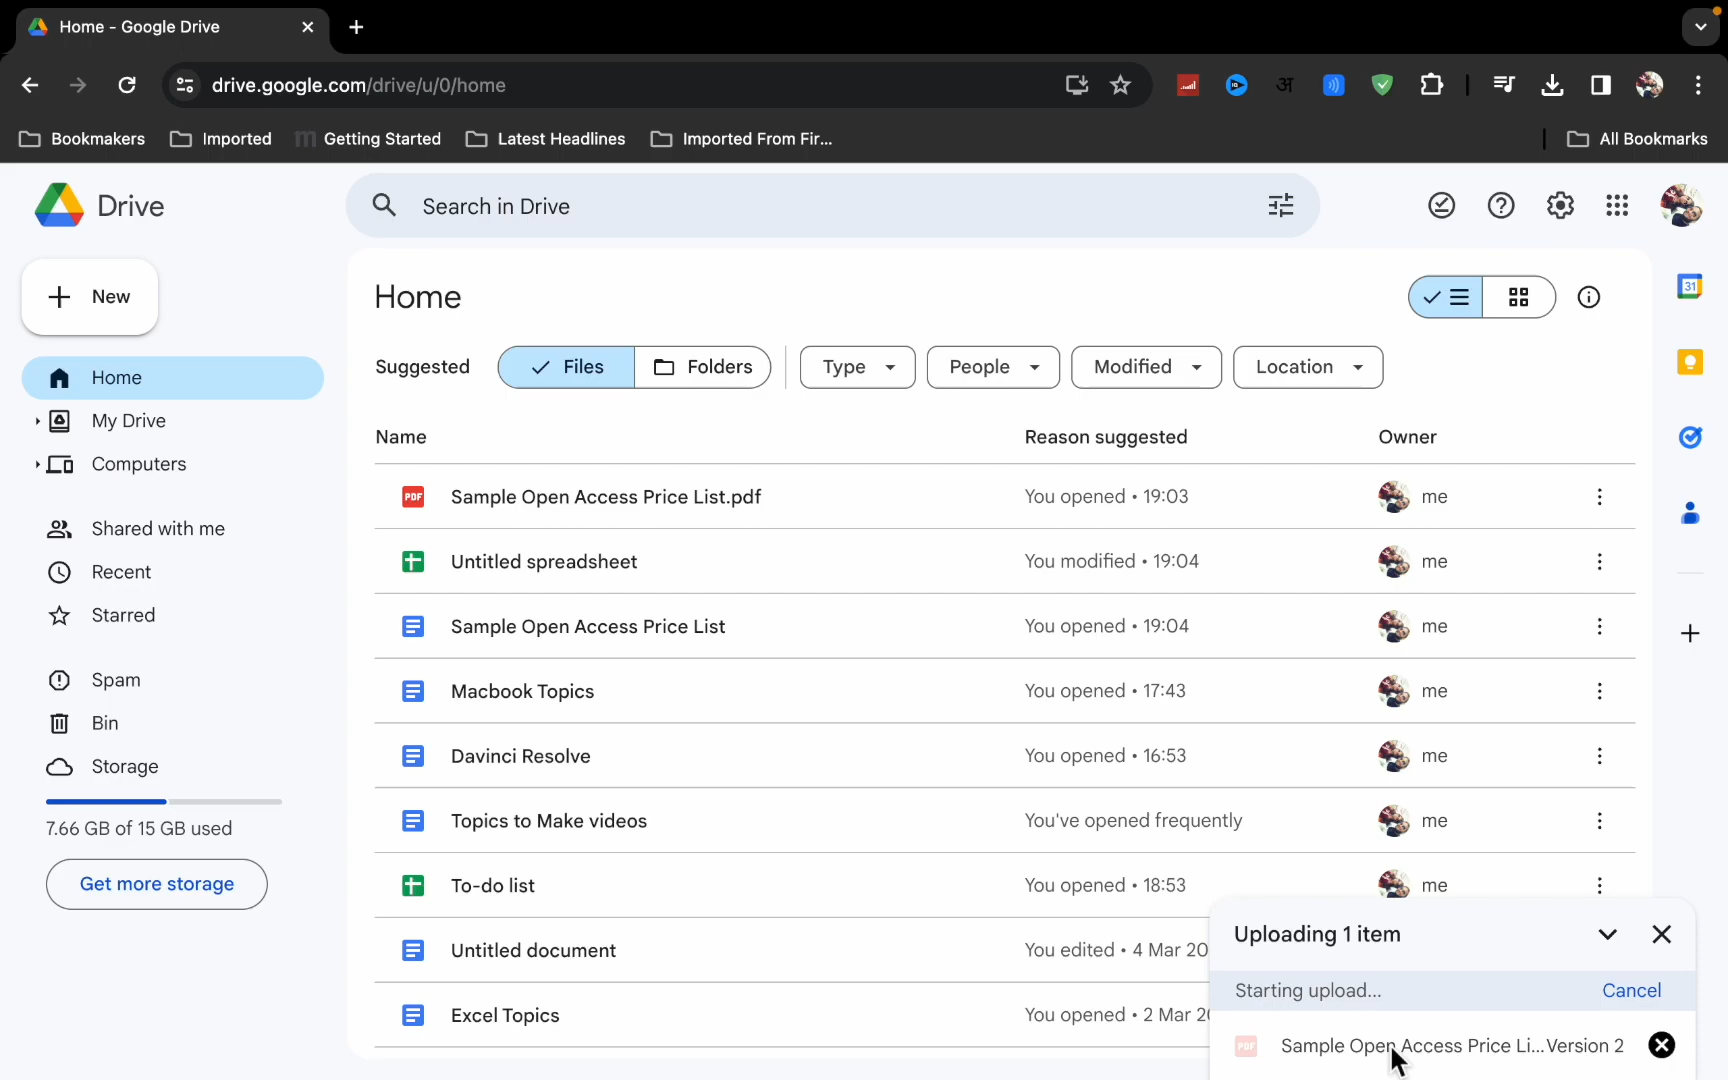 Home - Google Drive
drive.google.com/drive/u/0/home
अ
Bookmakers Imported Getting Started Latest Headlines Imported From Fir... All Bookmarks
Drive
Search in Drive
New
Home
My Drive
Computers
Shared with me
Recent
Starred
Spam
Bin
Storage
7.66 GB of 15 GB used
Get more storage
Home
Suggested Files Folders Type People Modified Location
Name Reason suggested Owner
PDF Sample Open Access Price List.pdf You opened • 19:03 me
Untitled spreadsheet You modified • 19:04 me
Sample Open Access Price List You opened • 19:04 me
Macbook Topics You opened • 17:43 me
Davinci Resolve You opened • 16:53 me
Topics to Make videos You've opened frequently me
To-do list You opened • 18:53 me
Untitled document You edited • 4 Mar 20
Excel Topics You opened • 2 Mar
31
Uploading 1 item
Starting upload... Cancel
PDF Sample Open Access Price Li...Version 2